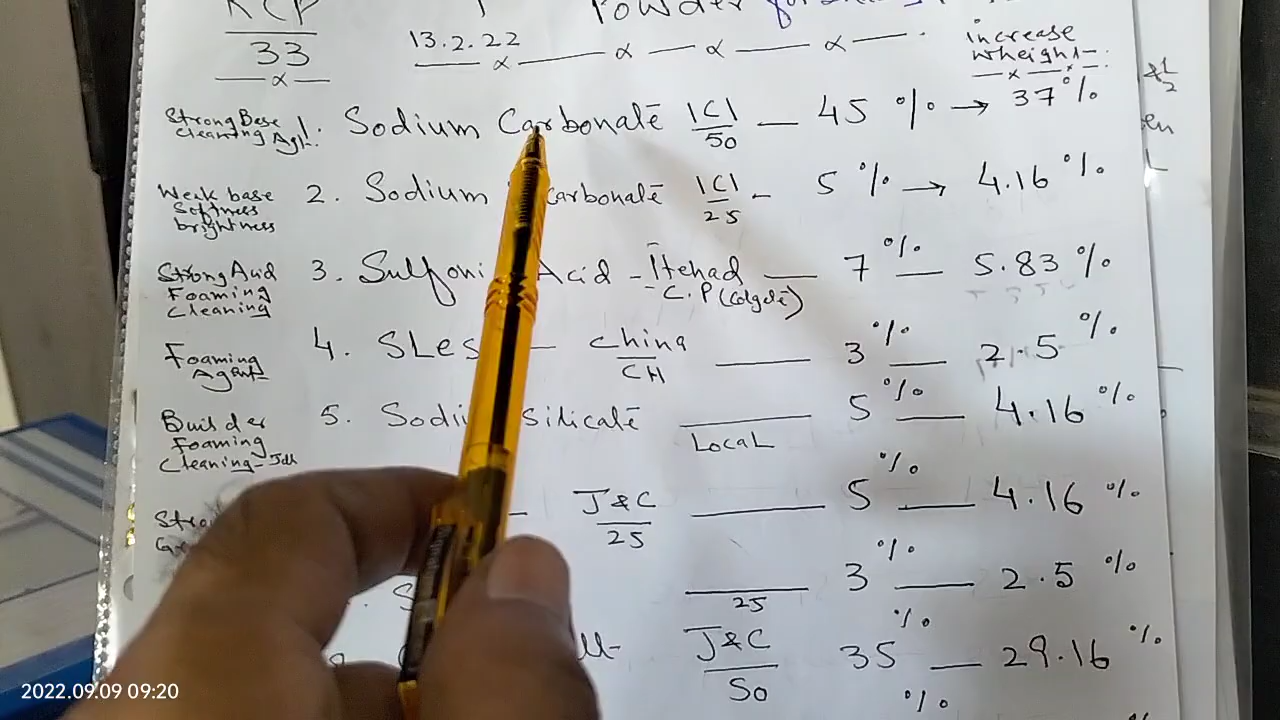 KCP Powder
33 13.2.22
increase
wheight
Strong Base
Cleaning Agt. 1. Sodium Carbonate ICI/50 — 45 % → 37 %
Weak base
Softness
brightness 2. Sodium carbonate ICI/25 - 5 % → 4.16 %
Strong Acid
Foaming
Cleaning 3. Sulfoni Acid - Itehad — 7 % — 5.83 %
C.P (Colgate)
Foaming
Agent 4. SLes — China/CH — 3 % — 2.5 %
Builder
Foaming
Cleaning 5. Sodiu silicate — Local 5 % — 4.16 %
J&C/25 — 5 % — 4.16 %
25 3 % — 2.5 %
J&C/50 35 % — 29.16 %
%
2022.09.09 09:20